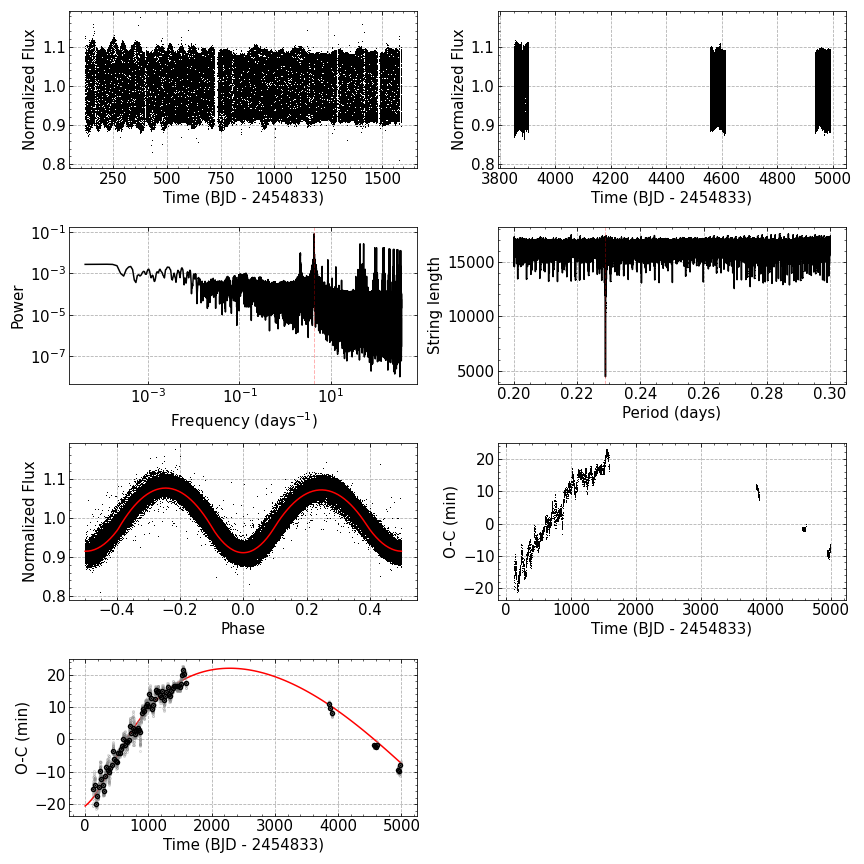 Normalized Flux
1.1
1.0
0.9
0.8
250 500 750 1000 1250 1500
Time (BJD - 2454833)
Normalized Flux
1.1
1.0
0.9
0.8
3800 4000 4200 4400 4600 4800 5000
Time (BJD - 2454833)
Power
10⁻¹
10⁻³
10⁻⁵
10⁻⁷
10⁻³ 10⁻¹ 10¹
Frequency (days⁻¹)
String length
15000
10000
5000
0.20 0.22 0.24 0.26 0.28 0.30
Period (days)
Normalized Flux
1.1
1.0
0.9
0.8
−0.4 −0.2 0.0 0.2 0.4
Phase
O-C (min)
20
10
0
−10
−20
0 1000 2000 3000 4000 5000
Time (BJD - 2454833)
O-C (min)
20
10
0
−10
−20
0 1000 2000 3000 4000 5000
Time (BJD - 2454833)